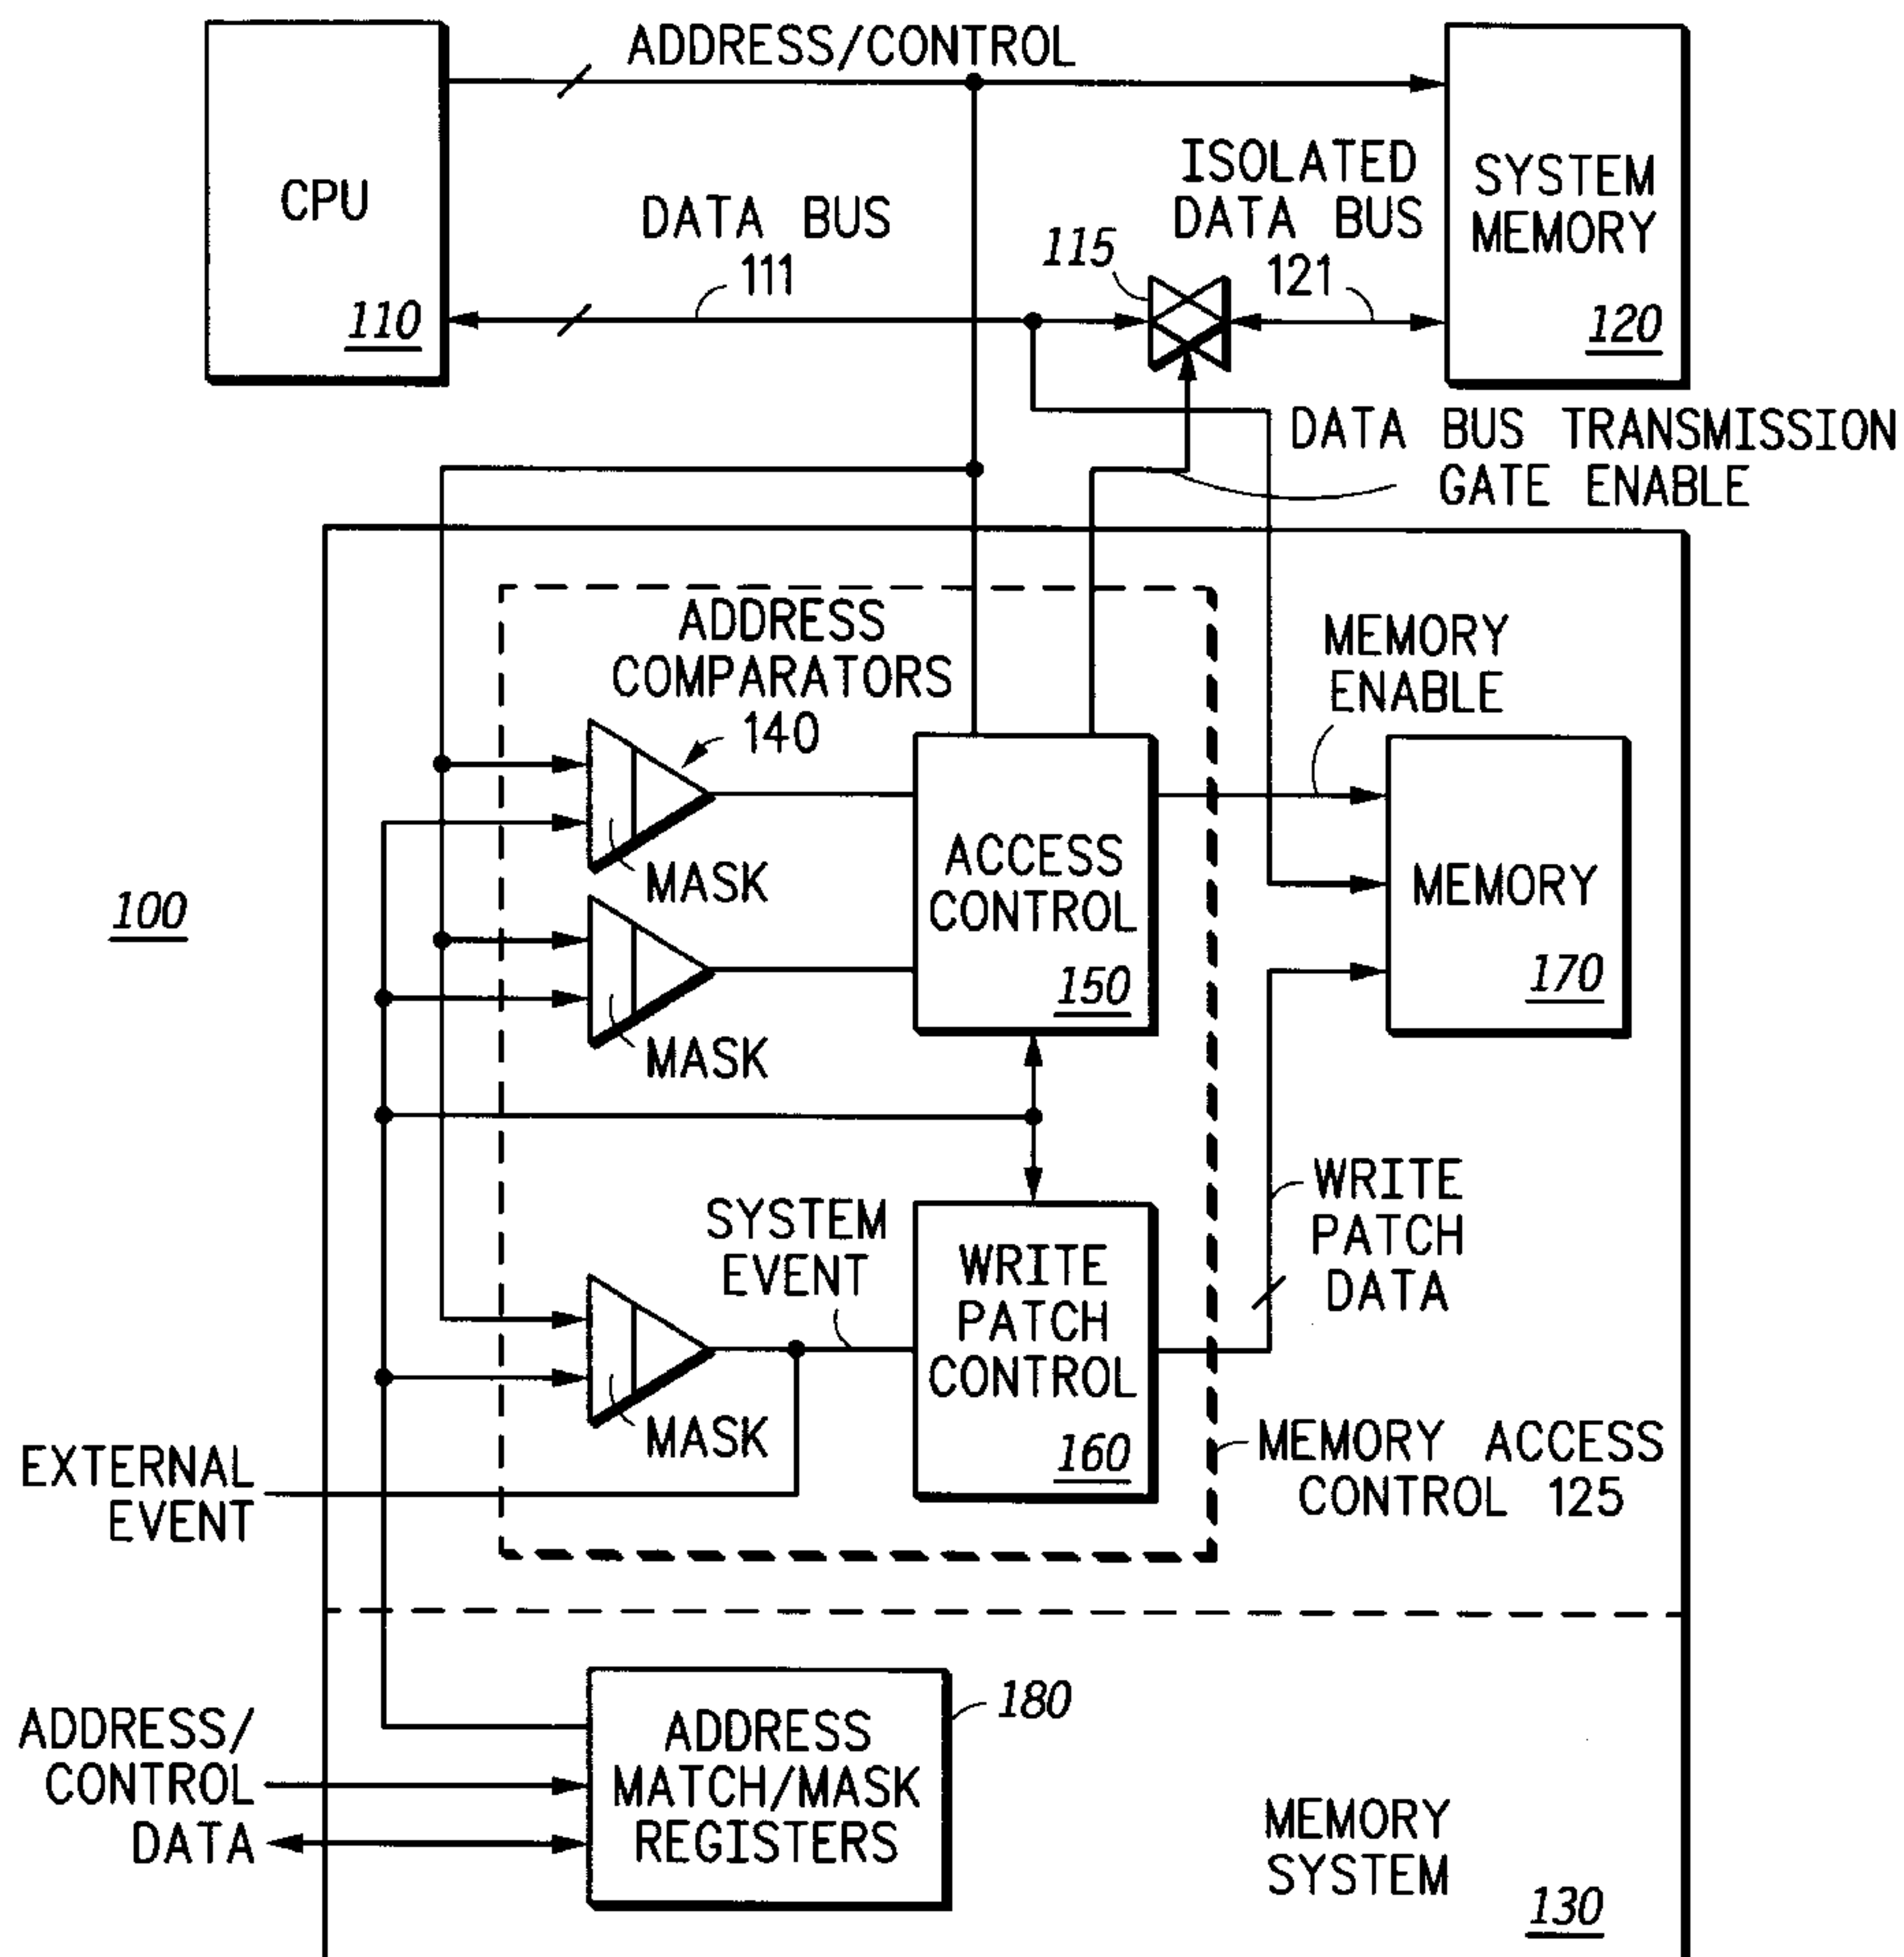 ADDRESS/CONTROL
CPU
110
DATA BUS
111
115
ISOLATED
DATA BUS
121
SYSTEM
MEMORY
120
DATA BUS TRANSMISSION
GATE ENABLE
100
ADDRESS
COMPARATORS
140
MASK
MASK
ACCESS
CONTROL
150
MEMORY
ENABLE
MEMORY
170
SYSTEM
EVENT
MASK
WRITE
PATCH
CONTROL
160
WRITE
PATCH
DATA
MEMORY ACCESS
CONTROL 125
EXTERNAL
EVENT
ADDRESS/
CONTROL
DATA
ADDRESS
MATCH/MASK
REGISTERS
180
MEMORY
SYSTEM
130